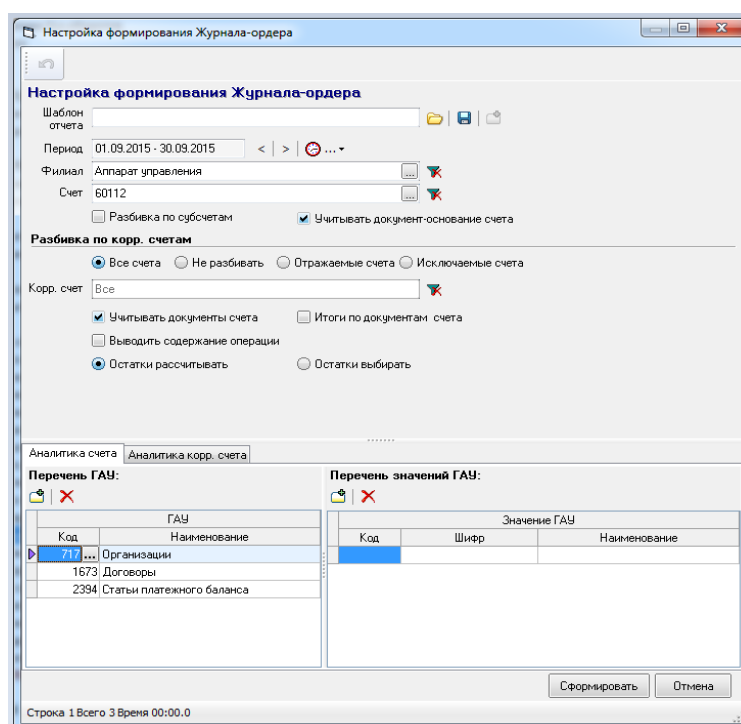 Настройка формирования Журнала-ордера
Настройка формирования Журнала-ордера
Шаблон отчета
Период 01.09.2015 - 30.09.2015 < | > ...
Филиал Аппарат управления ...
Счет 60112 ...
Разбивка по субсчетам Учитывать документ-основание счета
Разбивка по корр. счетам
Все счета Не разбивать Отражаемые счета Исключаемые счета
Корр. счет Все
Учитывать документы счета Итоги по документам счета
Выводить содержание операции
Остатки рассчитывать Остатки выбирать
Аналитика счета Аналитика корр. счета
Перечень ГАУ: Перечень значений ГАУ:
ГАУ Значение ГАУ
Код Наименование Код Шифр Наименование
717 ... Организации
1673 Договоры
2394 Статьи платежного баланса
Сформировать Отмена
Строка 1 Всего 3 Время 00:00.0